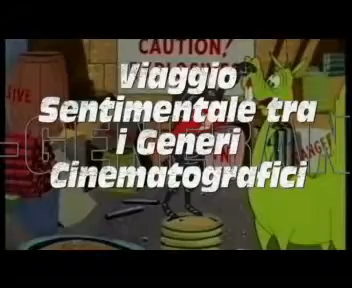 CAUTION!
Viaggio
Sentimentale tra
i Generi
Cinematografici